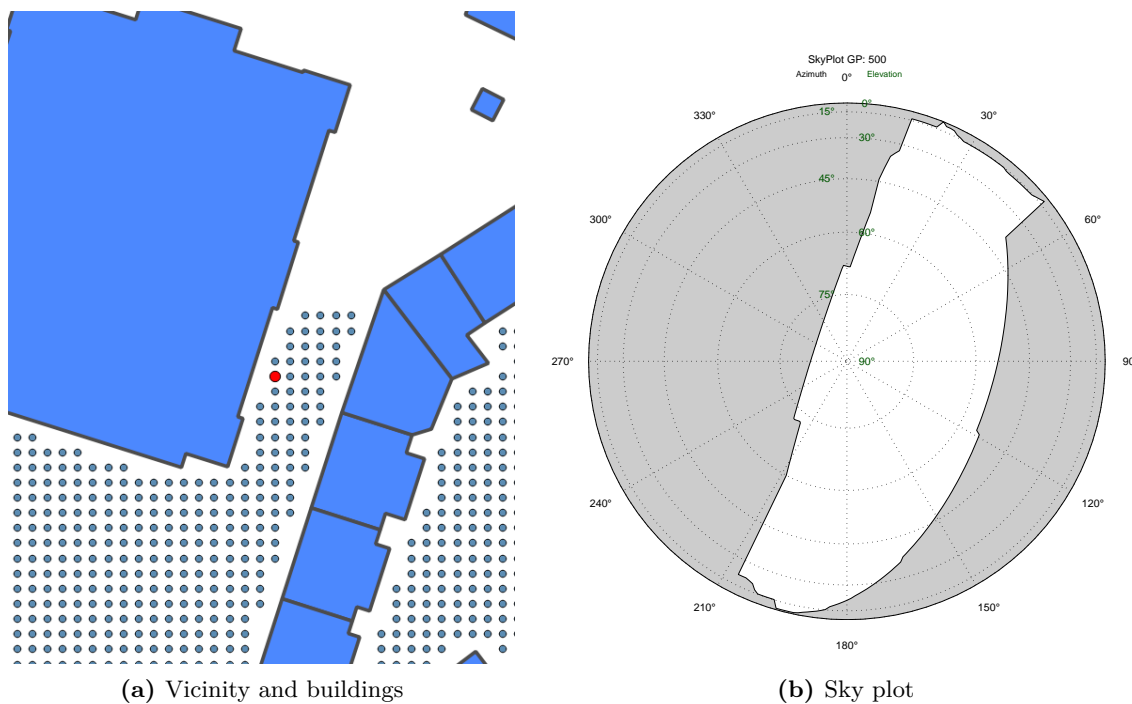 SkyPlot GP: 500
Azimuth 0° Elevation
0°
15°
330° 30°
30°
45°
300° 60°
60°
75°
270° 90° 90
240° 120°
210° 150°
180°
(a) Vicinity and buildings (b) Sky plot